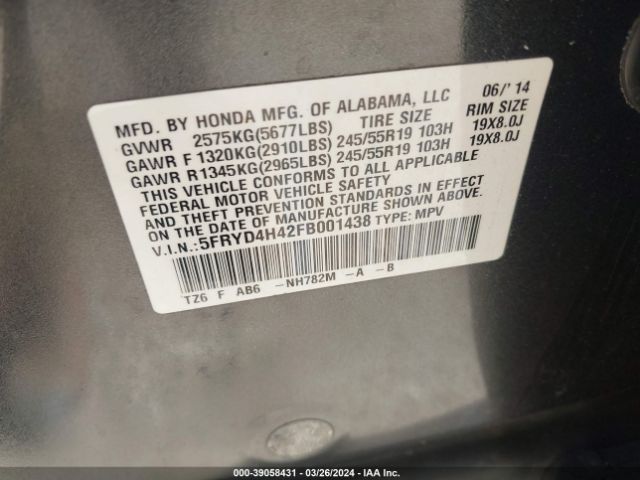 MFD. BY HONDA MFG. OF ALABAMA, LLC 06/'14
GVWR 2575KG(5677LBS) TIRE SIZE RIM SIZE
GAWR F 1320KG(2910LBS) 245/55R19 103H 19X8.0J
GAWR R1345KG(2965LBS) 245/55R19 103H 19X8.0J
THIS VEHICLE CONFORMS TO ALL APPLICABLE
FEDERAL MOTOR VEHICLE SAFETY BUMPER,
AND THEFT PREVENTION STANDARDS IN EFFECT
ON THE DATE OF MANUFACTURE SHOWN ABOVE.
V.I.N.:5FRYD4H42FB001438 TYPE: MPV
TZ6 F AB6 -NH782M -A -B
000-39058431 - 03/26/2024 - IAA Inc.